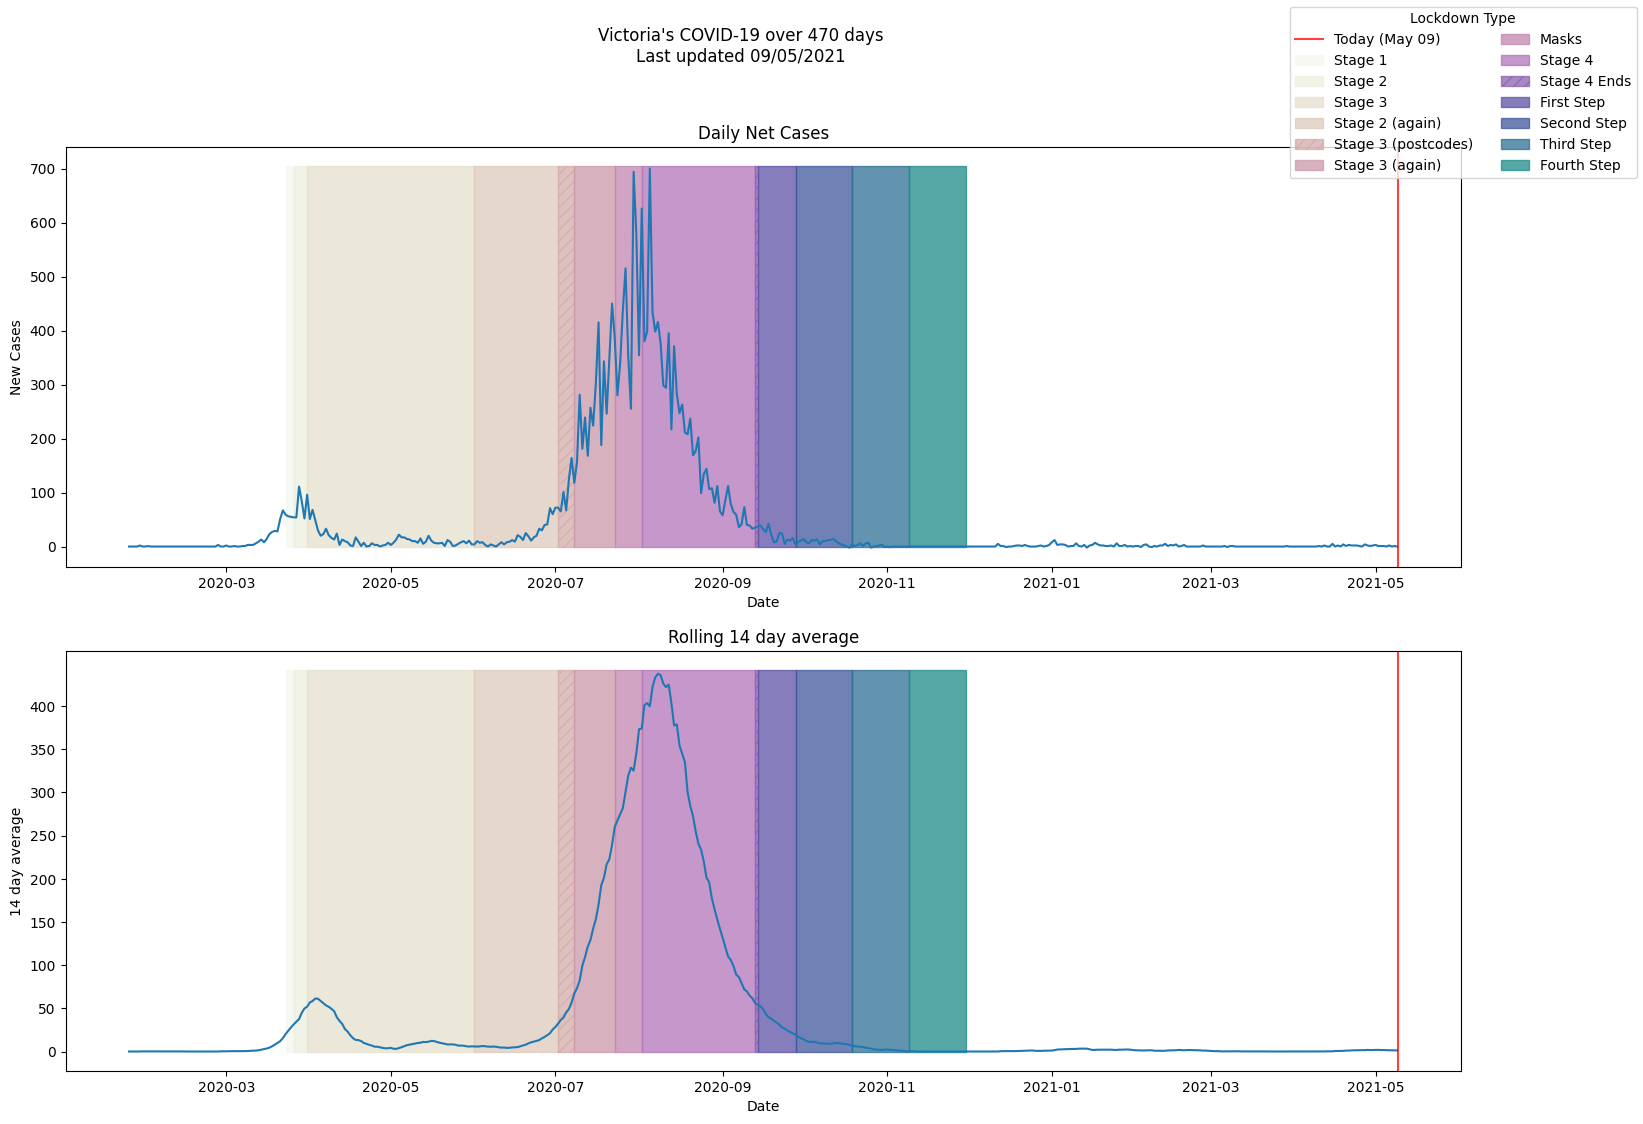 Victoria's COVID-19 over 470 days
Last updated 09/05/2021
Lockdown Type
Today (May 09)
Stage 1
Stage 2
Stage 3
Stage 2 (again)
Stage 3 (postcodes)
Stage 3 (again)
Masks
Stage 4
Stage 4 Ends
First Step
Second Step
Third Step
Fourth Step
Daily Net Cases
New Cases
700
600
500
400
300
200
100
0
2020-03 2020-05 2020-07 2020-09 2020-11 2021-01 2021-03 2021-05
Date
Rolling 14 day average
14 day average
400
350
300
250
200
150
100
50
0
2020-03 2020-05 2020-07 2020-09 2020-11 2021-01 2021-03 2021-05
Date